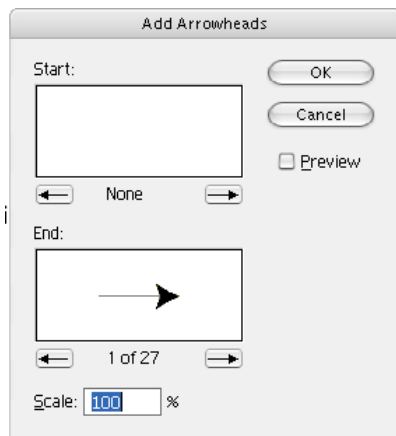 Add Arrowheads
Start:
OK
Cancel
Preview
None
i
End:
1 of 27
Scale: 100 %